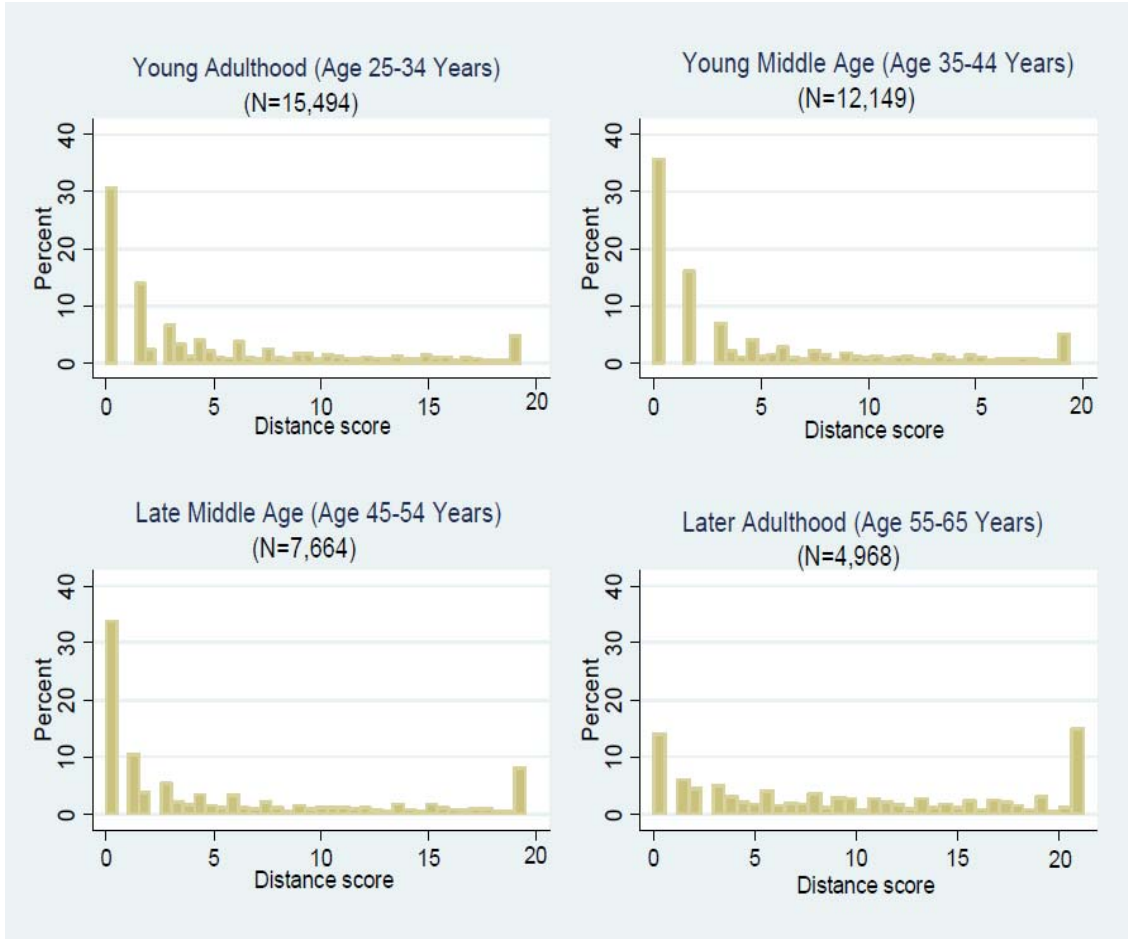 Young Adulthood (Age 25-34 Years)
(N=15,494)
40
30
20
10
0
Percent
0 5 10 15 20
Distance score
Young Middle Age (Age 35-44 Years)
(N=12,149)
40
30
20
10
0
Percent
0 5 10 5 20
Distance score
Late Middle Age (Age 45-54 Years)
(N=7,664)
40
30
20
10
0
Percent
0 5 10 15 20
Distance score
Later Adulthood (Age 55-65 Years)
(N=4,968)
40
30
20
10
0
Percent
0 5 10 15 20
Distance score